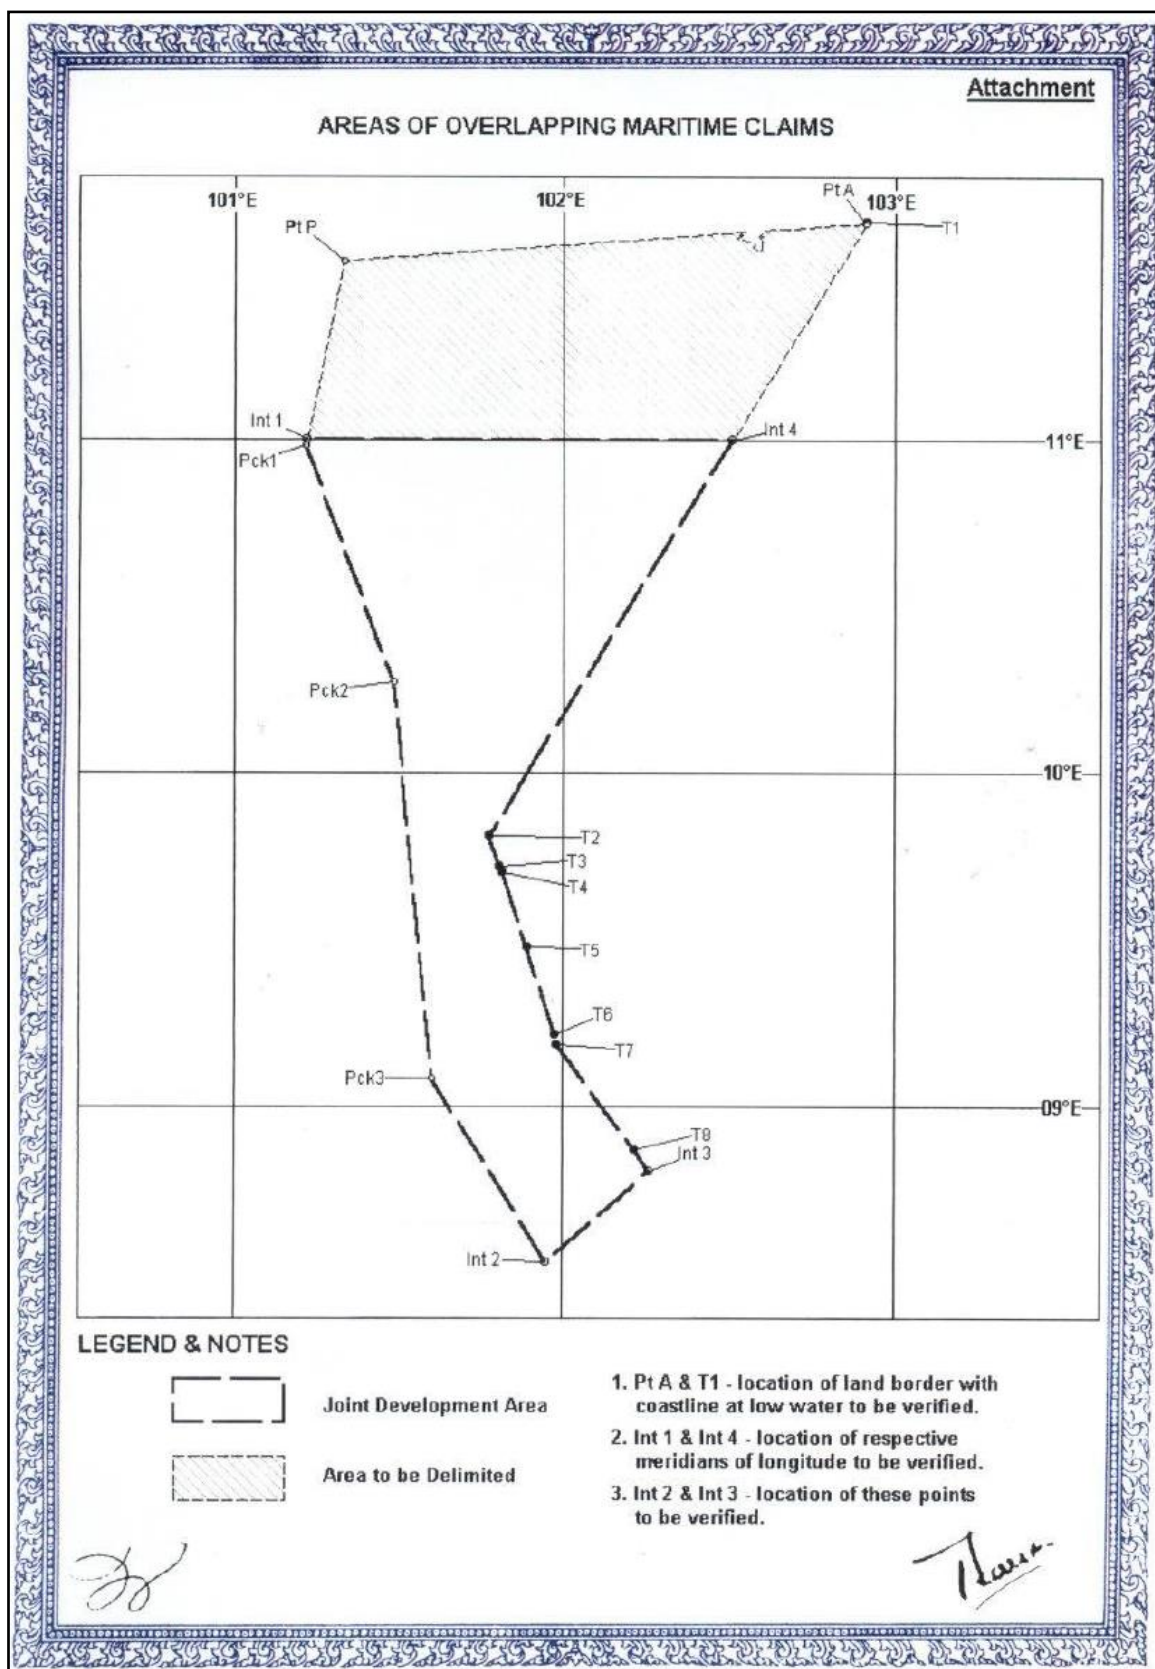 Attachment
AREAS OF OVERLAPPING MARITIME CLAIMS
101°E
102°E
Pt A
103°E
T1
Pt P
Int 1
Int 4
11°E
Pck1
Pck2
10°E
T2
T3
T4
T5
T6
T7
Pck3
09°E
T8
Int 3
Int 2
LEGEND & NOTES
Joint Development Area
Area to be Delimited
1. Pt A & T1 - location of land border with
coastline at low water to be verified.
2. Int 1 & Int 4 - location of respective
meridians of longitude to be verified.
3. Int 2 & Int 3 - location of these points
to be verified.